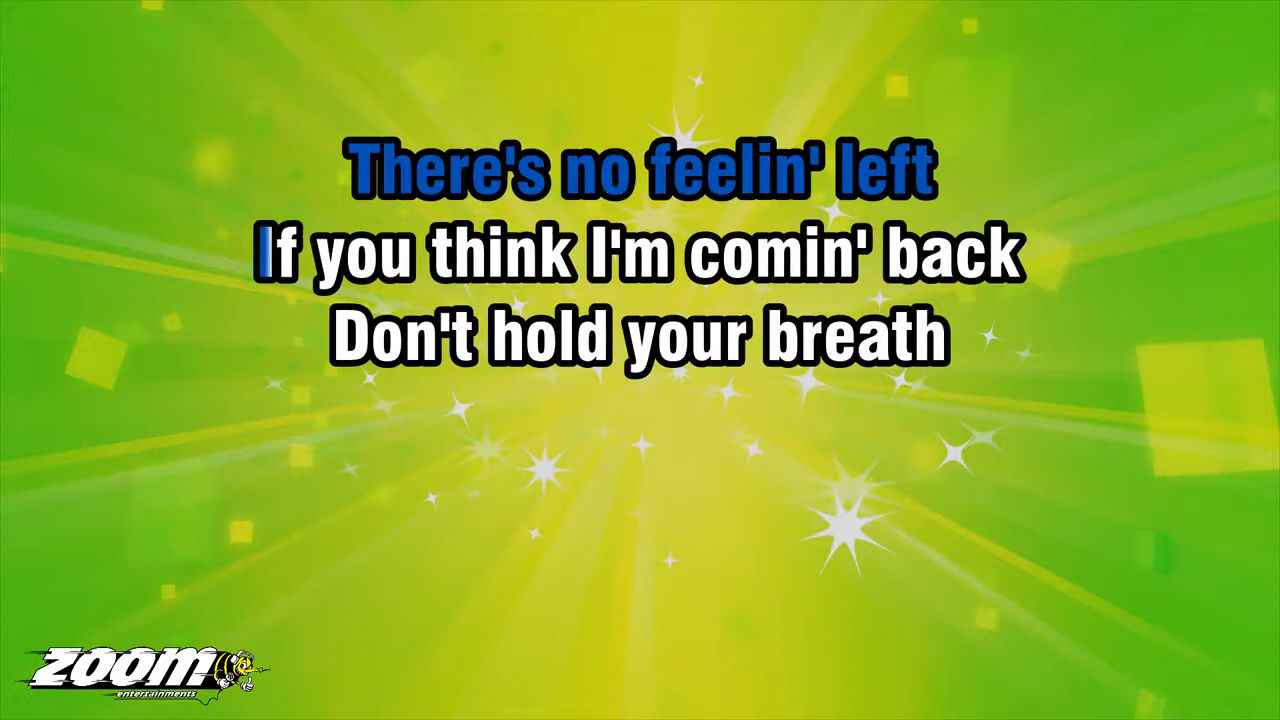 There's no feelin' left
If you think I'm comin' back
Don't hold your breath
ZOOM
entertainments